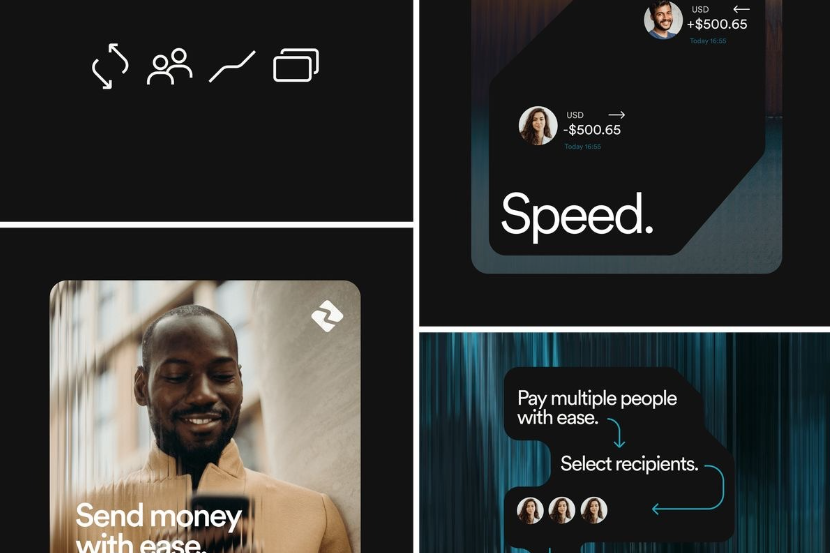 USD ←
+$500.65
Today 16:55
USD →
-$500.65
Today 16:55
Speed.
Send money
with ease.
Pay multiple people
with ease.
Select recipients.